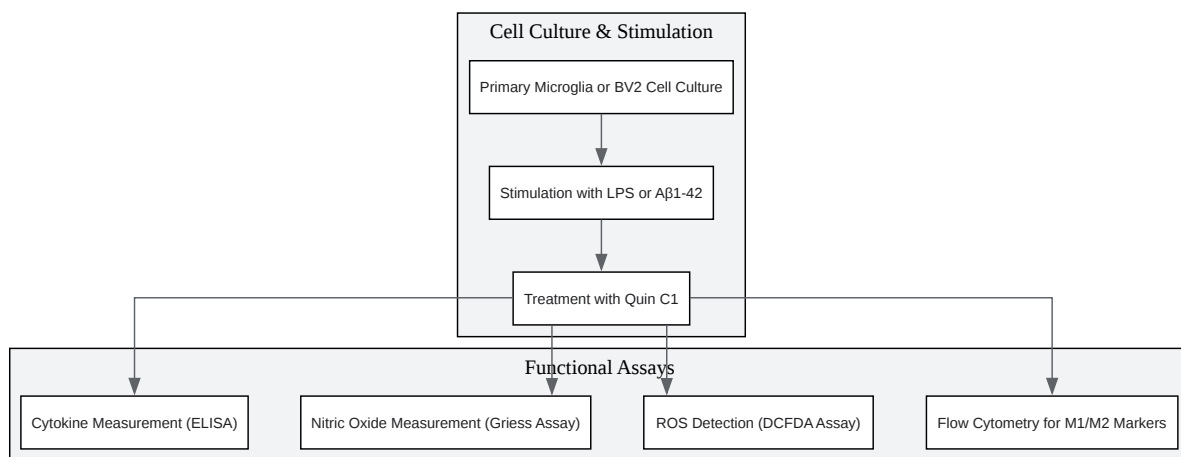 Cell Culture & Stimulation
Primary Microglia or BV2 Cell Culture
Stimulation with LPS or Aβ1-42
Treatment with Quin C1
Functional Assays
Cytokine Measurement (ELISA)
Nitric Oxide Measurement (Griess Assay)
ROS Detection (DCFDA Assay)
Flow Cytometry for M1/M2 Markers